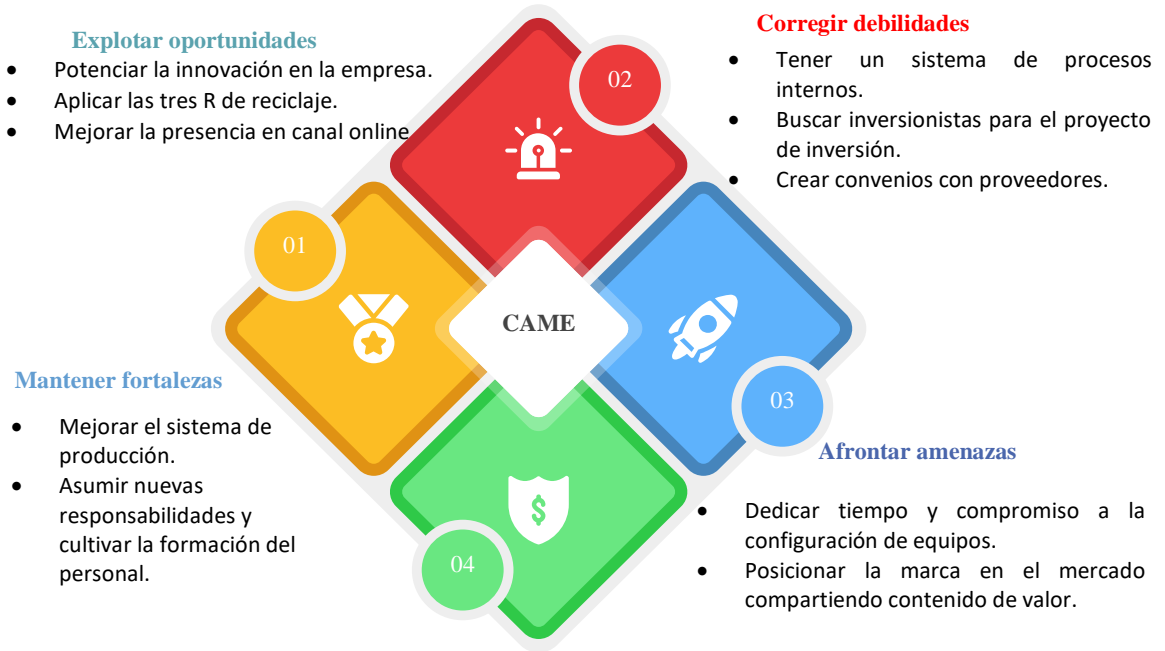 Explotar oportunidades
• Potenciar la innovación en la empresa.
• Aplicar las tres R de reciclaje.
• Mejorar la presencia en canal online
02
Corregir debilidades
• Tener un sistema de procesos
internos.
• Buscar inversionistas para el proyecto
de inversión.
• Crear convenios con proveedores.
01
CAME
Mantener fortalezas
• Mejorar el sistema de
producción.
• Asumir nuevas
responsabilidades y
cultivar la formación del
personal.
03
Afrontar amenazas
• Dedicar tiempo y compromiso a la
configuración de equipos.
• Posicionar la marca en el mercado
compartiendo contenido de valor.
$
04